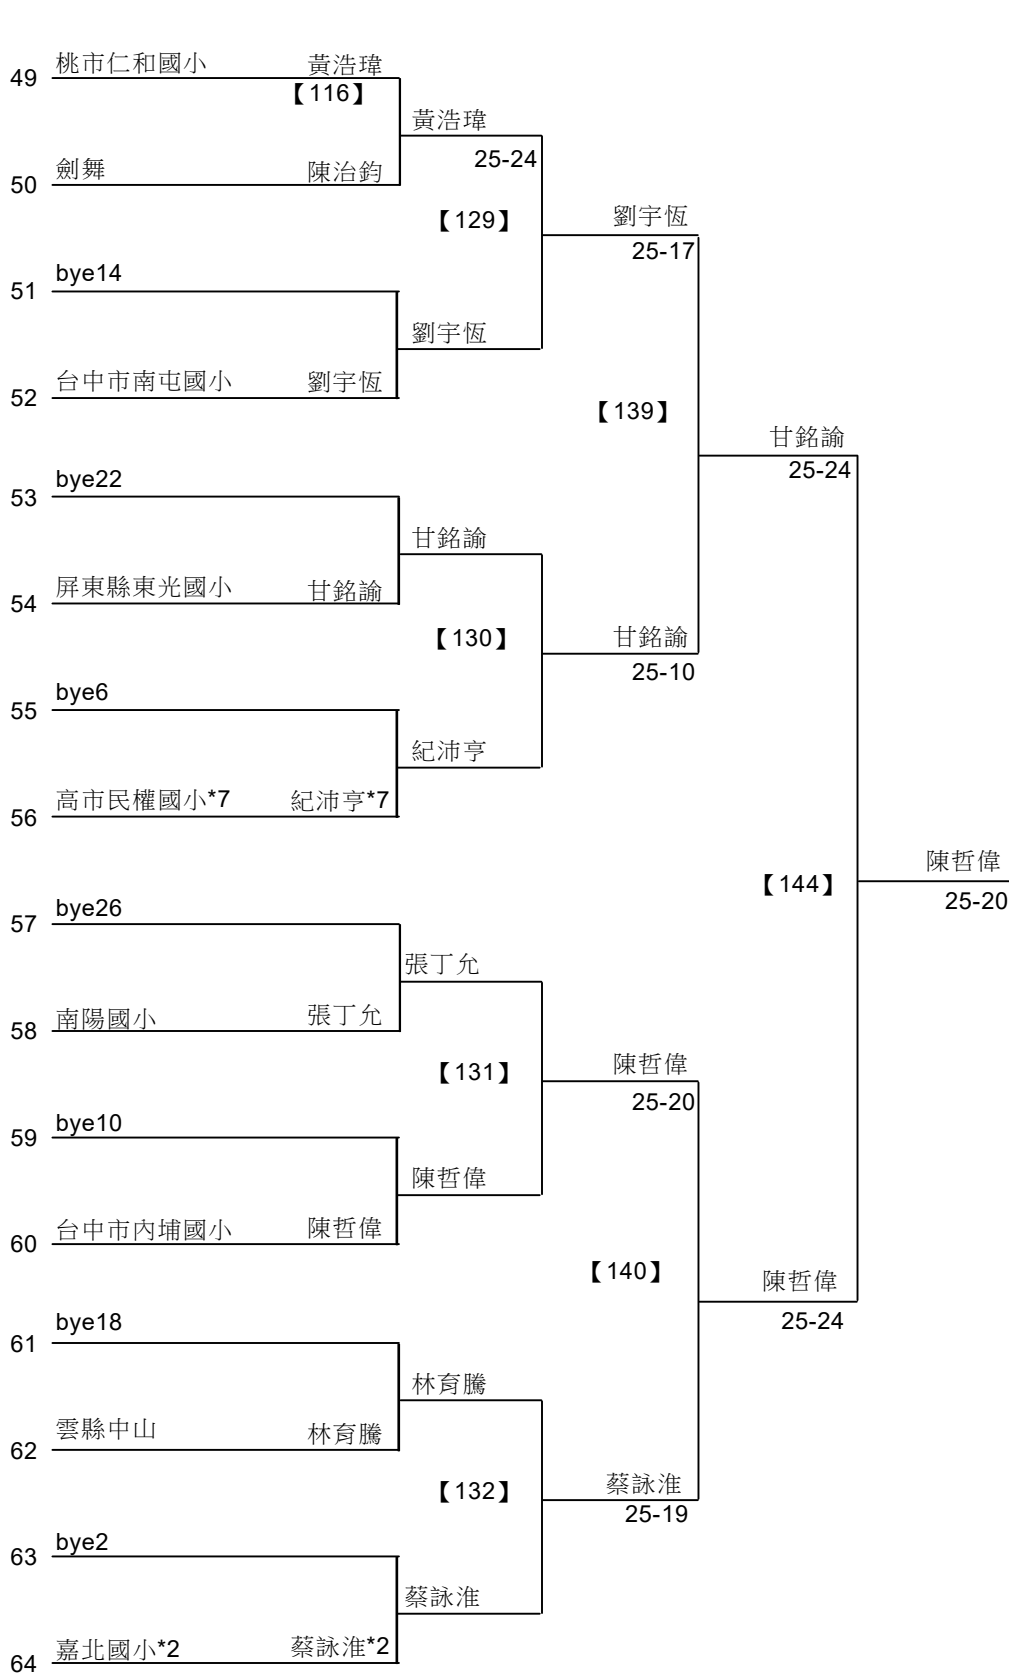 49 桃市仁和國小 黃浩瑋
【116】
黃浩瑋
25-24
50 劍舞 陳治鈞
【129】
劉宇恆
25-17
51 bye14
劉宇恆
52 台中市南屯國小 劉宇恆
【139】
甘銘諭
25-24
53 bye22
甘銘諭
54 屏東縣東光國小 甘銘諭
【130】
甘銘諭
25-10
55 bye6
紀沛亨
56 高市民權國小*7 紀沛亨*7
【144】
陳哲偉
25-20
57 bye26
張丁允
58 南陽國小 張丁允
【131】
陳哲偉
25-20
59 bye10
陳哲偉
60 台中市內埔國小 陳哲偉
【140】
陳哲偉
25-24
61 bye18
林育騰
62 雲縣中山 林育騰
【132】
蔡詠淮
25-19
63 bye2
蔡詠淮
64 嘉北國小*2 蔡詠淮*2